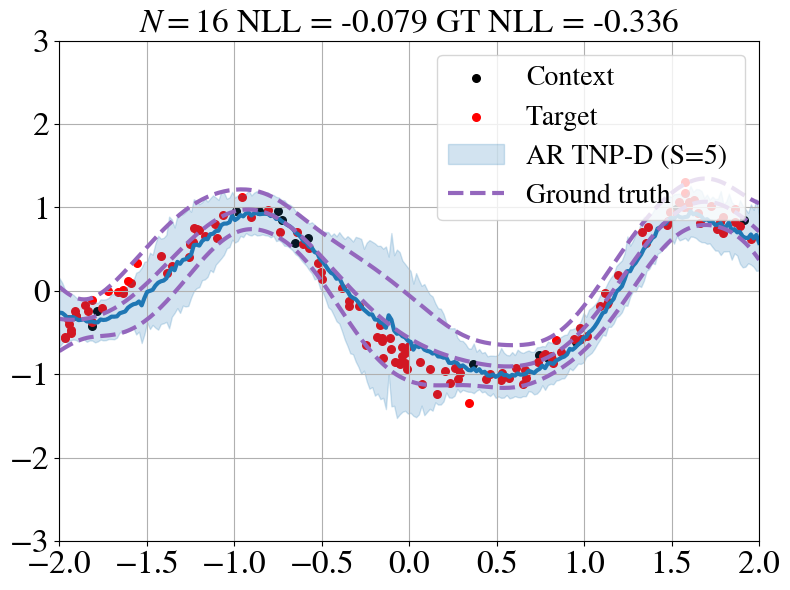 N = 16 NLL = -0.079 GT NLL = -0.336
3
2
1
0
−1
−2
−3
Context
Target
AR TNP-D (S=5)
Ground truth
−2.0 −1.5 −1.0 −0.5 0.0 0.5 1.0 1.5 2.0